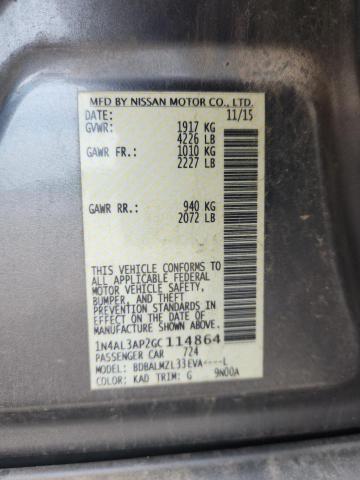 MFD BY NISSAN MOTOR CO., LTD.
DATE: 11/15
GVWR: 1917 KG
4226 LB
GAWR FR.: 1010 KG
2227 LB
GAWR RR.: 940 KG
2072 LB
THIS VEHICLE CONFORMS TO
ALL APPLICABLE FEDERAL
MOTOR VEHICLE SAFETY,
BUMPER, AND THEFT
PREVENTION STANDARDS IN
EFFECT ON THE DATE OF
MANUFACTURE SHOWN ABOVE.
1N4AL3AP2GC114864
PASSENGER CAR 724
MODEL: BDBALMZL33EVA----L
COLOR: KAD TRIM: G 9N00A